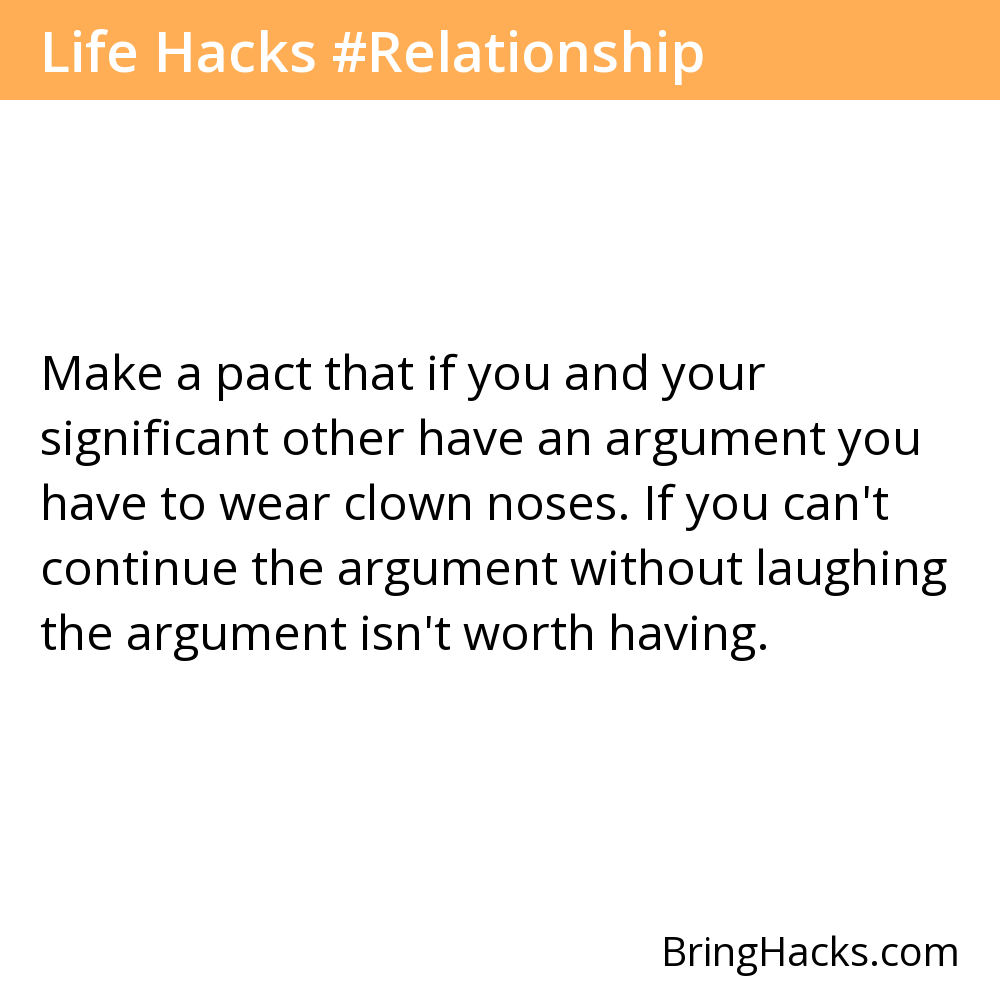 Life Hacks #Relationship
Make a pact that if you and your
significant other have an argument you
have to wear clown noses. If you can't
continue the argument without laughing
the argument isn't worth having.
BringHacks.com